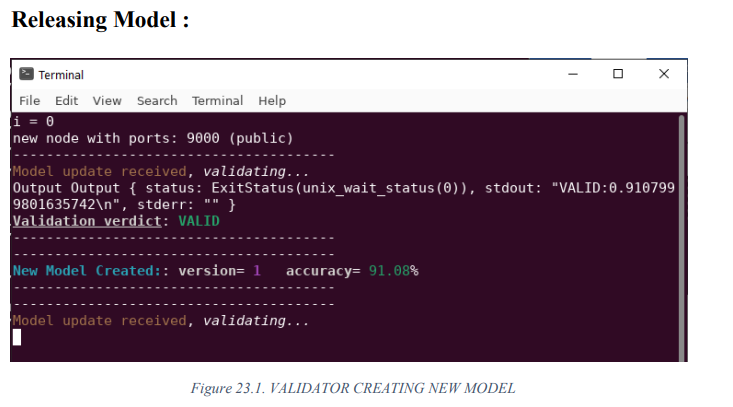 Releasing Model :
Terminal
File Edit View Search Terminal Help
i = 0
new node with ports: 9000 (public)
-----------------------------------------
Model update received, validating...
Output Output { status: ExitStatus(unix_wait_status(0)), stdout: "VALID:0.910799
9801635742\n", stderr: "" }
Validation verdict: VALID
-----------------------------------------
-----------------------------------------
New Model Created:: version= 1 accuracy= 91.08%
-----------------------------------------
-----------------------------------------
Model update received, validating...
Figure 23.1. VALIDATOR CREATING NEW MODEL